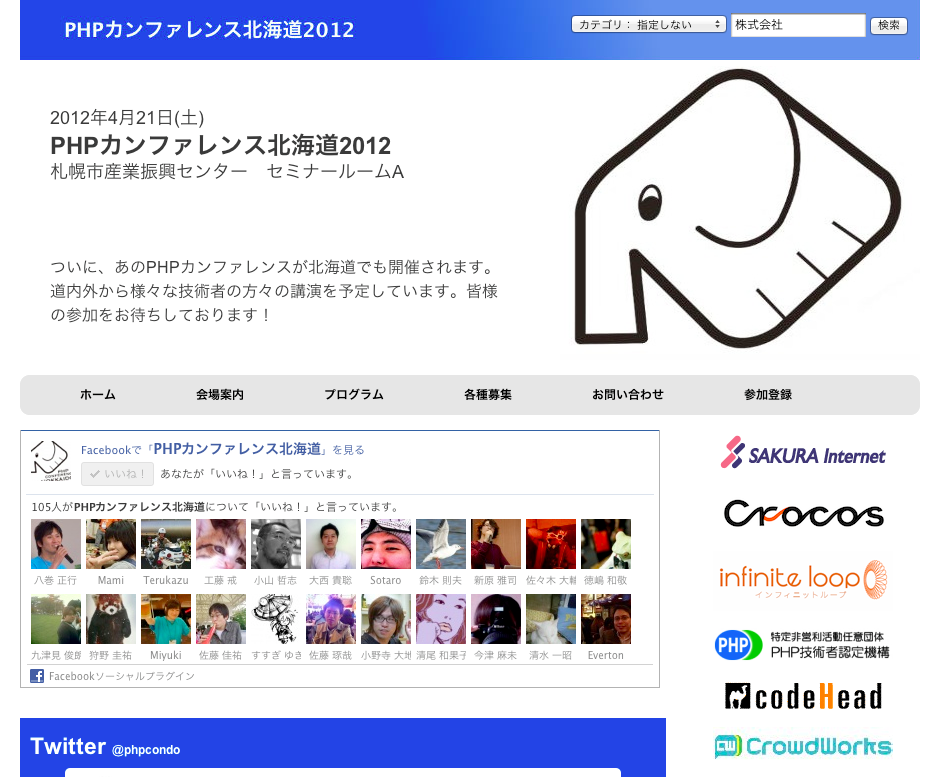 PHPカンファレンス北海道2012
カテゴリ： 指定しない
株式会社
検索
2012年4月21日(土)
PHPカンファレンス北海道2012
札幌市産業振興センター　セミナールームA
ついに、あのPHPカンファレンスが北海道でも開催されます。
道内外から様々な技術者の方々の講演を予定しています。皆様
の参加をお待ちしております！
ホーム 会場案内 プログラム 各種募集 お問い合わせ 参加登録
Facebookで「PHPカンファレンス北海道」を見る
いいね！ あなたが「いいね！」と言っています。
105人がPHPカンファレンス北海道について「いいね！」と言っています。
八巻 正行 Mami Terukazu 工藤 戒 小山 哲志 大西 貴聡 Sotaro 鈴木 則夫 新原 雅司 佐々木 大輔 徳嶋 和敬
九津見 俊郎 狩野 圭祐 Miyuki 佐藤 佳祐 すすぎ ゆき 佐藤 琢哉 小野寺 大地 清尾 和果子 今津 麻未 清水 一昭 Everton
Facebookソーシャルプラグイン
Twitter @phpcondo
SAKURA Internet
Crocos
infinite loop
インフィニットループ
PHP
特定非営利活動任意団体
PHP技術者認定機構
codeHead
CW CrowdWorks